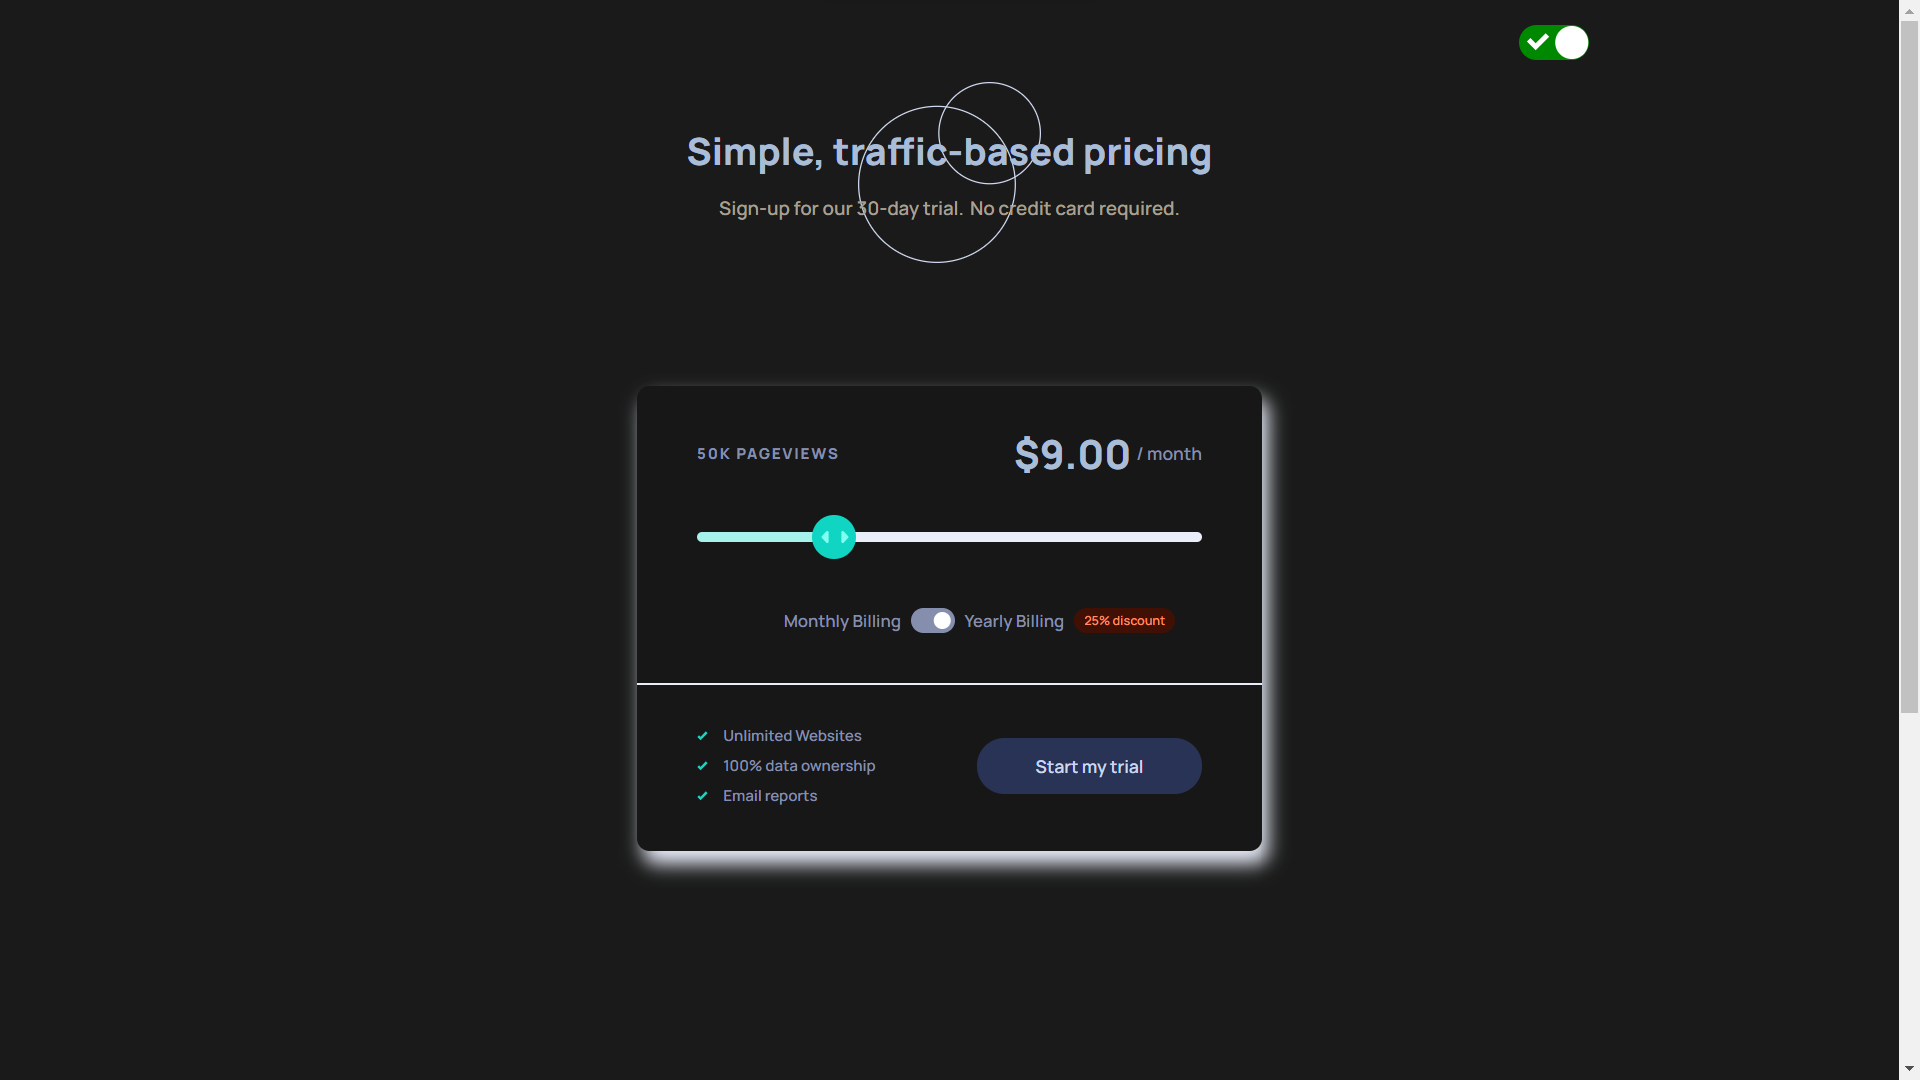 Simple, traffic-based pricing
Sign-up for our 30-day trial. No credit card required.
50K PAGEVIEWS
$9.00 / month
Monthly Billing
Yearly Billing
25% discount
Unlimited Websites
100% data ownership
Email reports
Start my trial